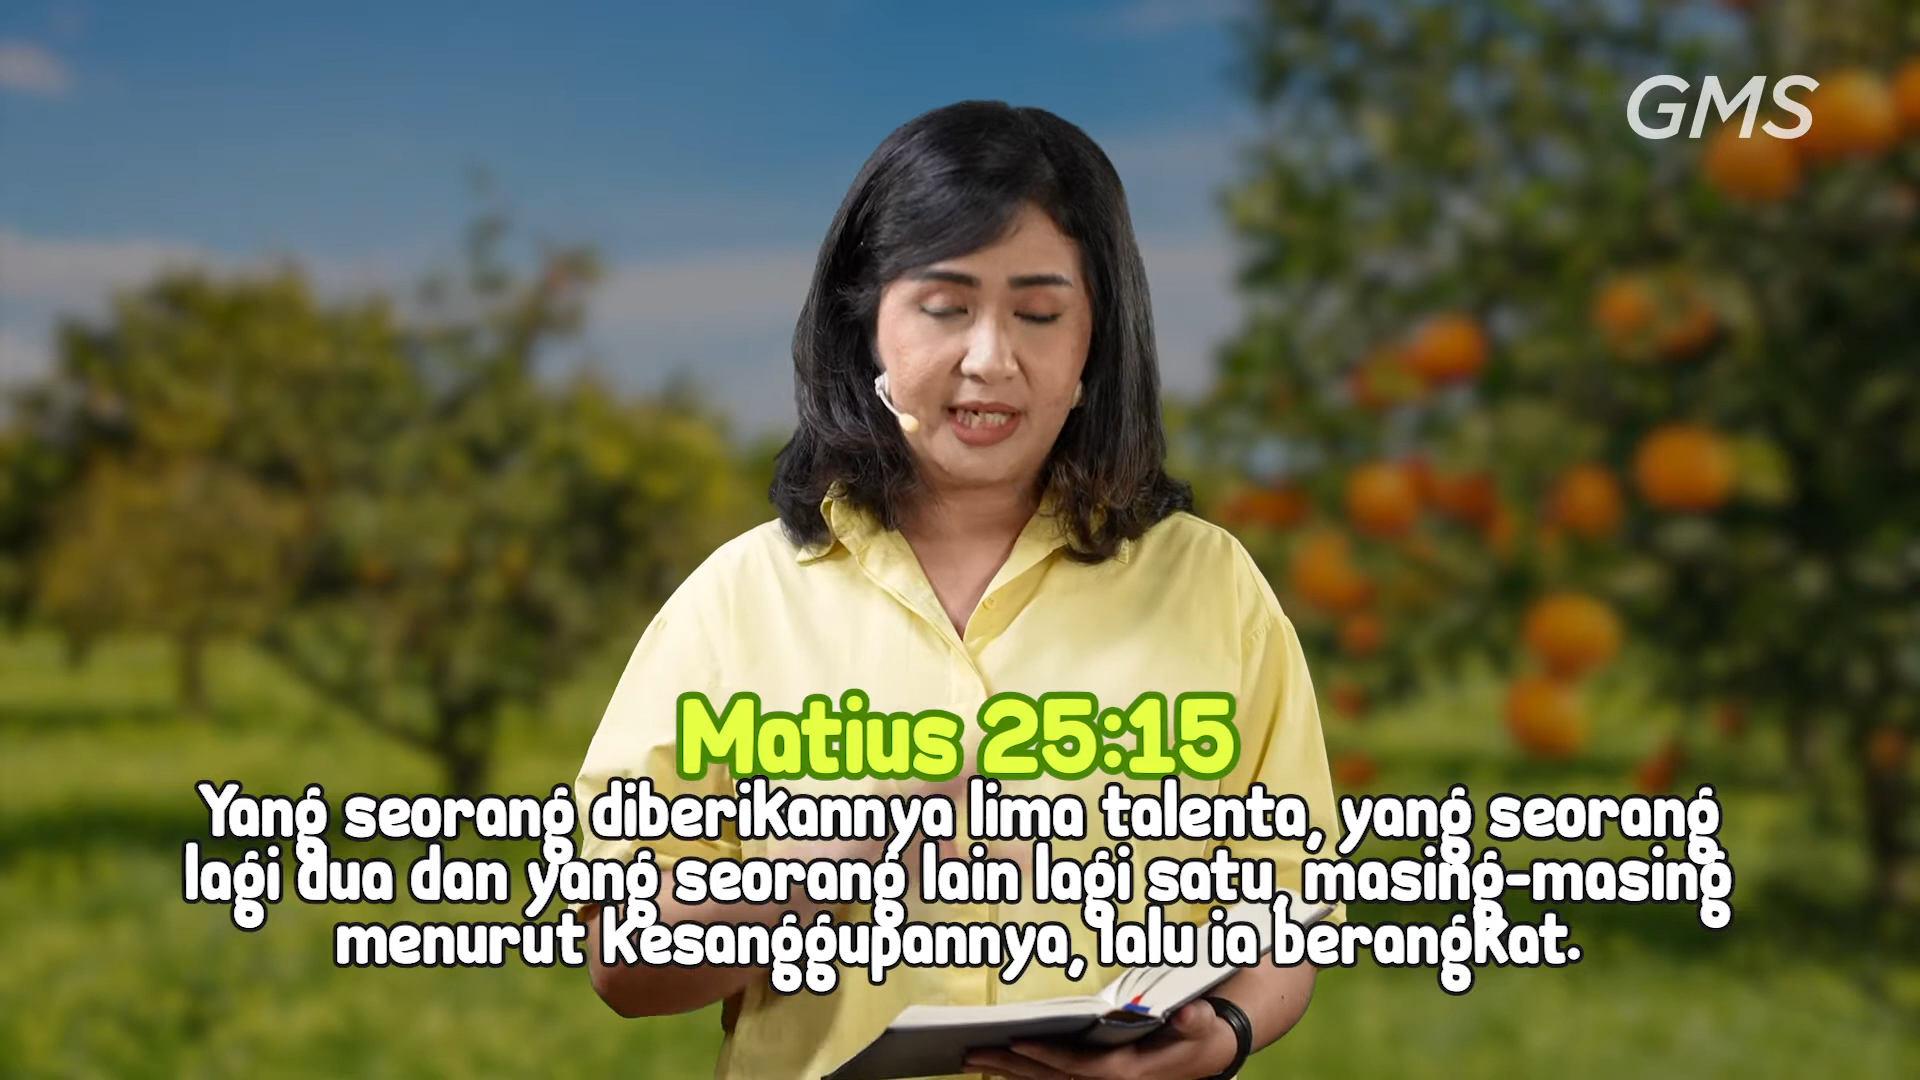 GMS
Matius 25:15
Yang seorang diberikannya lima talenta, yang seorang
lagi dua dan yang seorang lain lagi satu, masing-masing
menurut kesanggupannya, lalu ia berangkat.